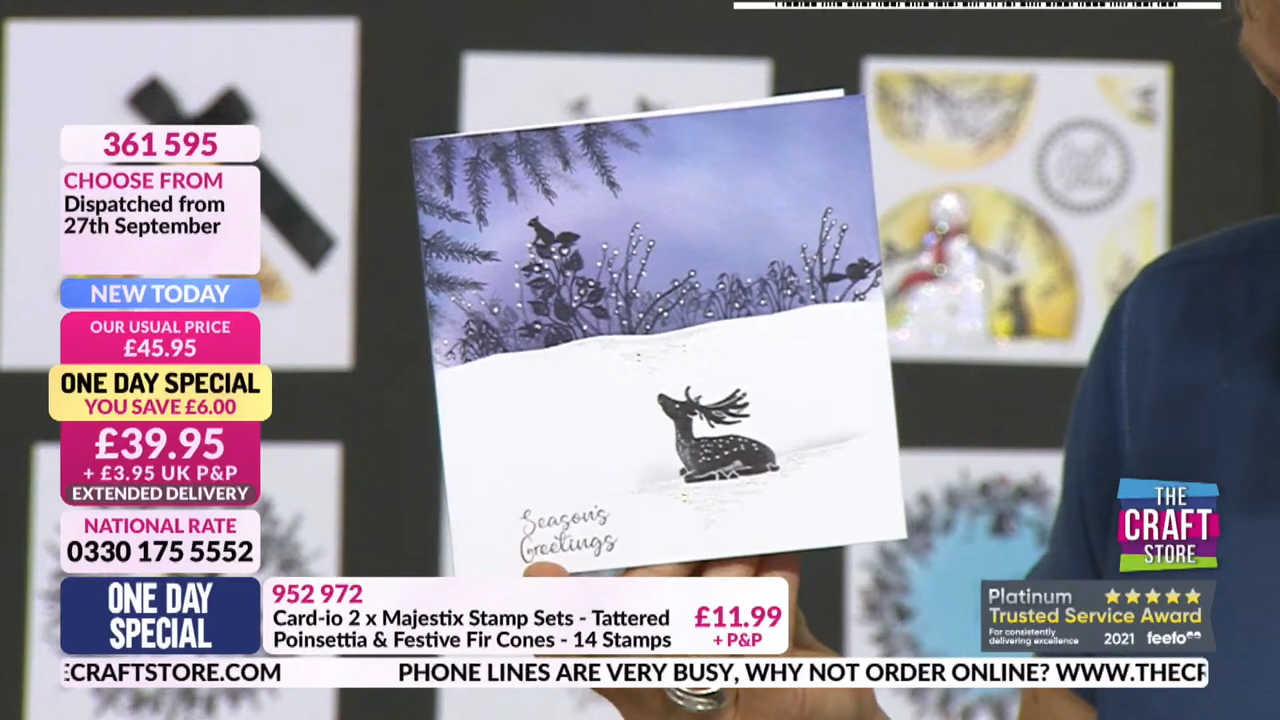 361 595
CHOOSE FROM
Dispatched from
27th September
NEW TODAY
OUR USUAL PRICE
£45.95
ONE DAY SPECIAL
YOU SAVE £6.00
£39.95
+ £3.95 UK P&P
EXTENDED DELIVERY
NATIONAL RATE
0330 175 5552
Season's
Greetings
THE
CRAFT
STORE
ONE DAY
SPECIAL
952 972
Card-io 2 x Majestix Stamp Sets - Tattered
Poinsettia & Festive Fir Cones - 14 Stamps
£11.99
+ P&P
Platinum
Trusted Service Award
For consistently
delivering excellence
2021 feefo
ECRAFTSTORE.COM PHONE LINES ARE VERY BUSY, WHY NOT ORDER ONLINE? WWW.THECR